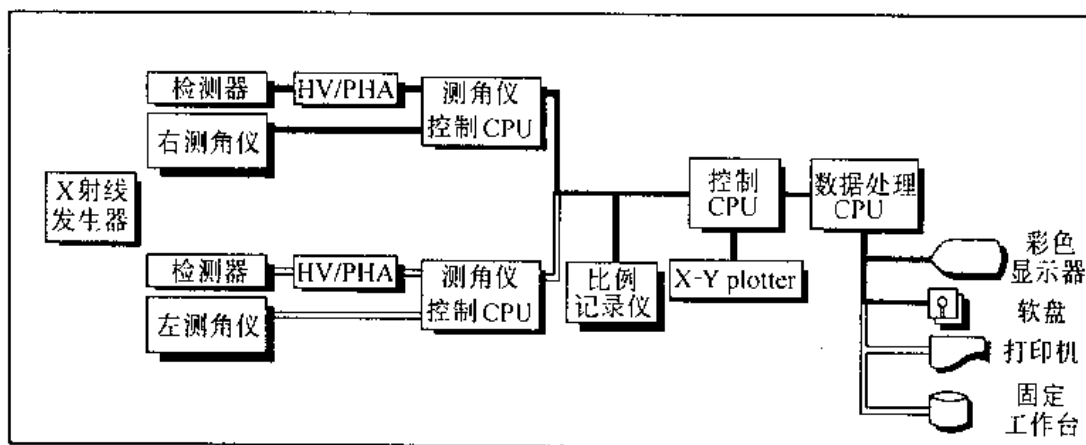 检测器
HV/PHA
测角仪
控制CPU
右测角仪
X射线
发生器
检测器
HV/PHA
测角仪
控制CPU
左测角仪
比例
记录仪
控制
CPU
X-Y plotter
数据处理
CPU
彩色
显示器
软盘
打印机
固定
工作台